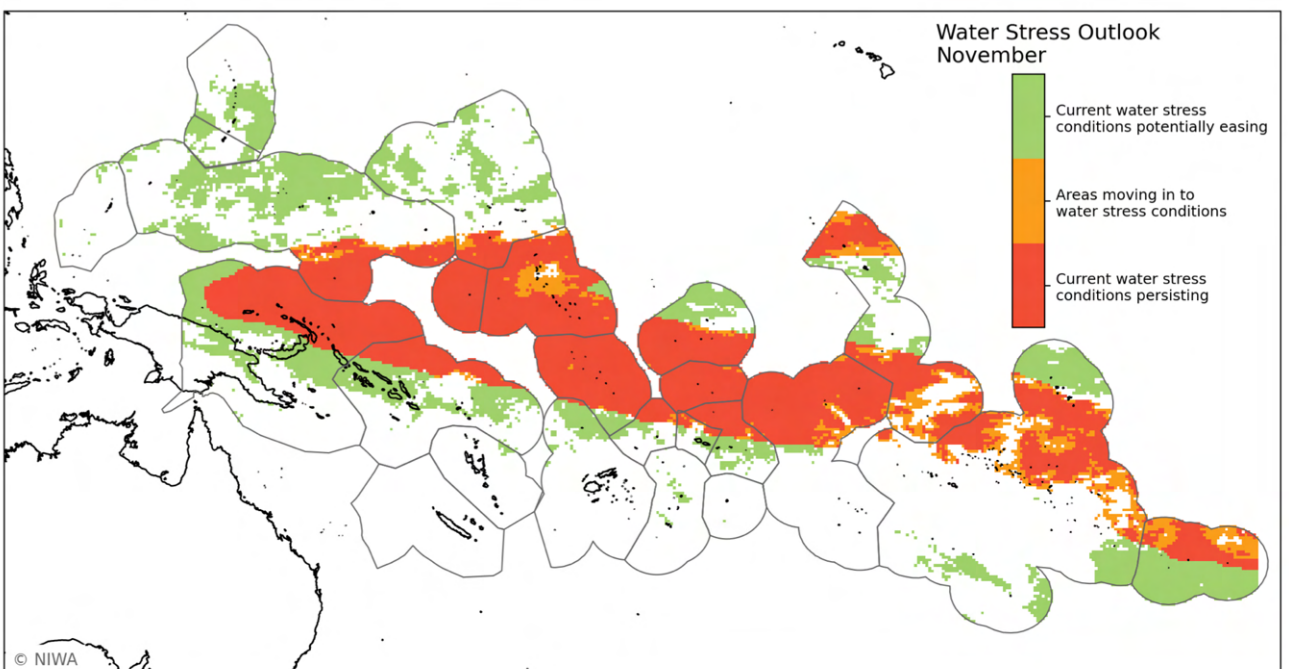 Water Stress Outlook
November
Current water stress
conditions potentially easing
Areas moving in to
water stress conditions
Current water stress
conditions persisting
© NIWA